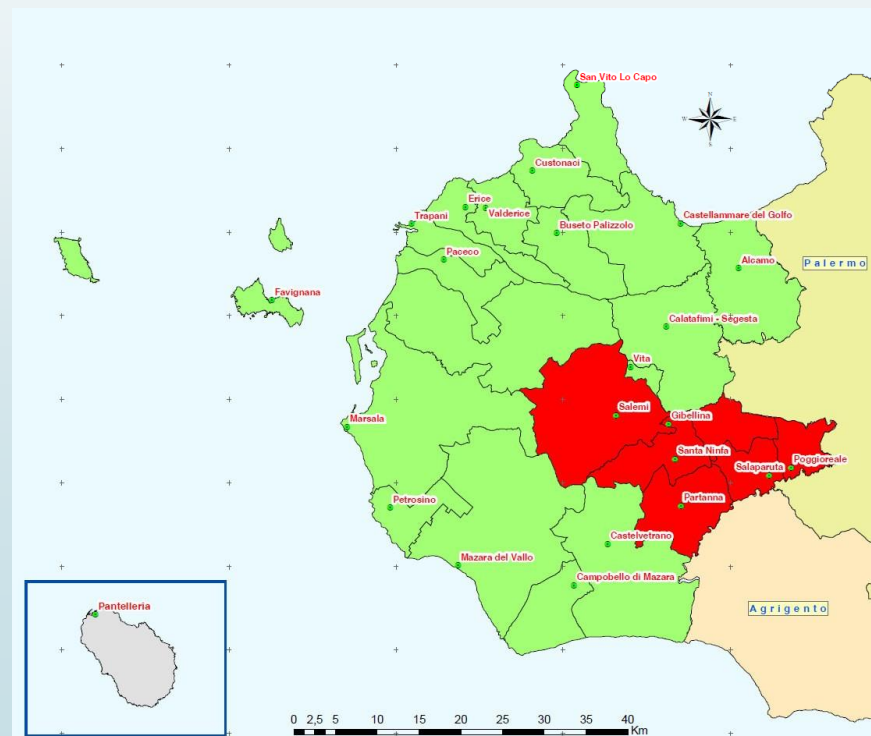 San Vito Lo Capo
N
W
E
S
Custonaci
Erice
Valderice
Trapani
Castellammare del Golfo
Buseto Palizzolo
Paceco
Alcamo
Palermo
Favignana
Calatafimi - Segesta
Vita
Salemi
Gibellina
Marsala
Santa Ninfa
Poggioreale
Salaparuta
Partanna
Petrosino
Castelvetrano
Mazara del Vallo
Campobello di Mazara
Pantelleria
Agrigento
0 2,5 5 10 15 20 25 30 35 40
Km